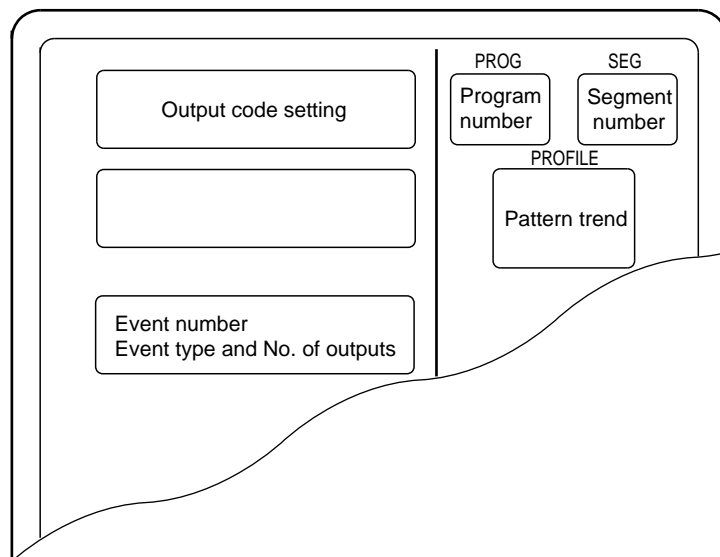 Output code setting
Event number
Event type and No. of outputs
PROG
SEG
Program
number
Segment
number
PROFILE
Pattern trend